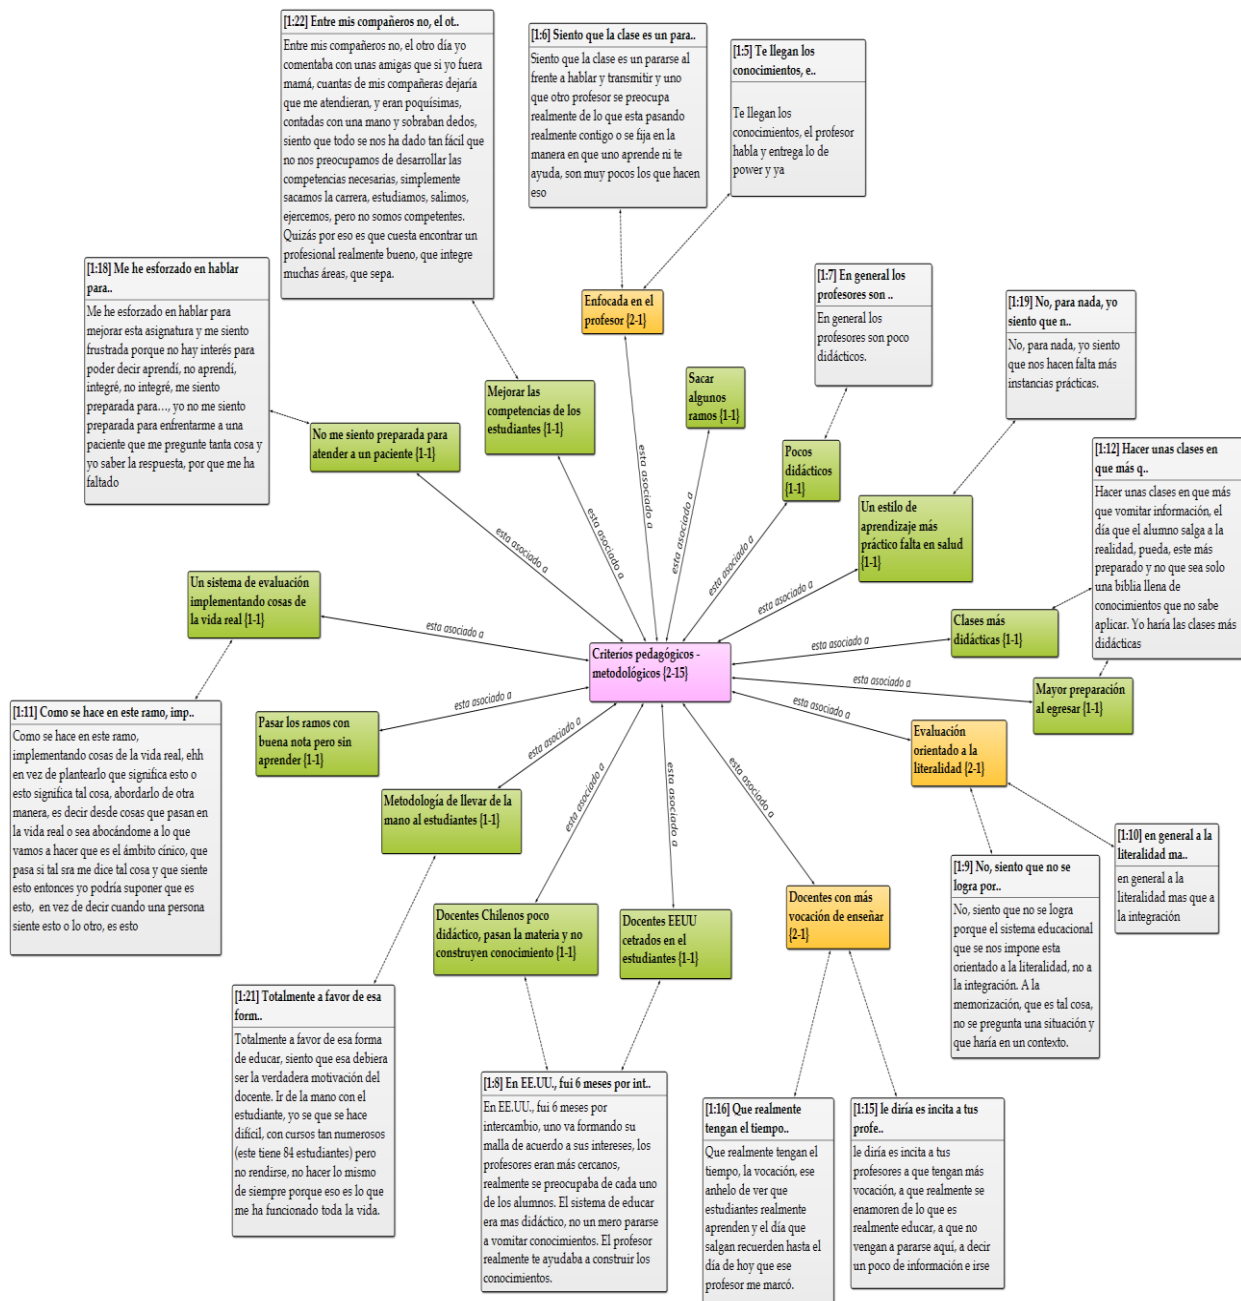 [1:22] Entre mis compañeros no, el ot..
Entre mis compañeros no, el otro día yo
comentaba con unas amigas que si yo fuera
mamá, cuantas de mis compañeras dejaría
que me atendieran, y eran poquísimas,
contadas con una mano y sobraban dedos,
siento que todo se nos ha dado tan fácil que
no nos preocupamos de desarrollar las
competencias necesarias, simplemente
sacamos la carrera, estudiamos, salimos,
ejercemos, pero no somos competentes.
Quizás por eso es que cuesta encontrar un
profesional realmente bueno, que integre
muchas áreas, que sepa.
[1:6] Siento que la clase es un para..
Siento que la clase es un pararse al
frente a hablar y transmitir y uno
que otro profesor se preocupa
realmente de lo que esta pasando
realmente contigo o se fija en la
manera en que uno aprende ni te
ayuda, son muy pocos los que hacen
eso
[1:5] Te llegan los
conocimientos, e..
Te llegan los
conocimientos, el profesor
habla y entrega lo de
power y ya
[1:18] Me he esforzado en hablar
para..
Me he esforzado en hablar para
mejorar esta asignatura y me siento
frustrada porque no hay interés para
poder decir aprendí, no aprendí,
integré, no integré, me siento
preparada para…, yo no me siento
preparada para enfrentarme a una
paciente que me pregunte tanta cosa y
yo saber la respuesta, por que me ha
faltado
Enfocada en el
profesor {2-1}
[1:7] En general los
profesores son ..
En general los
profesores son poco
didácticos.
[1:19] No, para nada, yo
siento que n..
No, para nada, yo siento
que nos hacen falta más
instancias prácticas.
Mejorar las
competencias de los
estudiantes {1-1}
Sacar
algunos
ramos {1-1}
No me siento preparada para
atender a un paciente {1-1}
Pocos
didácticos
{1-1}
Un estilo de
aprendizaje más
práctico falta en salud
{1-1}
[1:12] Hacer unas clases en
que más q..
Hacer unas clases en que más
que vomitar información, el
día que el alumno salga a la
realidad, pueda, este más
preparado y no que sea solo
una biblia llena de
conocimientos que no sabe
aplicar. Yo haría las clases más
didácticas
esta asociado a
esta asociado a
esta asociado a
esta asociado a
esta asociado a
esta asociado a
Un sistema de evaluación
implementando cosas de
la vida real {1-1}
esta asociado a
Clases más
didácticas {1-1}
esta asociado a
Criteríos pedagógicos -
metodológicos {2-15}
esta asociado a
Mayor preparación
al egresar {1-1}
[1:11] Como se hace en este ramo, imp..
Como se hace en este ramo,
implementando cosas de la vida real, ehh
en vez de plantearlo que significa esto o
esto significa tal cosa, abordarlo de otra
manera, es decir desde cosas que pasan en
la vida real o sea abocándome a lo que
vamos a hacer que es el ámbito cínico, que
pasa si tal sra me dice tal cosa y que siente
esto entonces yo podría suponer que es
esto, en vez de decir cuando una persona
siente esto o lo otro, es esto
Pasar los ramos con
buena nota pero sin
aprender {1-1}
esta asociado a
esta asociado a
Evaluación
orientado a la
literalidad {2-1}
Metodología de llevar de la
mano al estudiantes {1-1}
esta asociado a
esta asociado a
esta asociado a
esta asociado a
[1:10] en general a la
literalidad ma..
en general a la
literalidad mas que a la
integración
[1:9] No, siento que no se
logra por..
No, siento que no se logra
porque el sistema educacional
que se nos impone esta
orientado a la literalidad, no a
la integración. A la
memorización, que es tal cosa,
no se pregunta una situación y
que haría en un contexto.
Docentes con más
vocación de enseñar
{2-1}
Docentes Chilenos poco
didáctico, pasan la materia y no
construyen conocimiento {1-1}
Docentes EEUU
cetrados en el
estudiantes {1-1}
[1:21] Totalmente a favor de esa
form..
Totalmente a favor de esa forma
de educar, siento que esa debiera
ser la verdadera motivación del
docente. Ir de la mano con el
estudiante, yo se que se hace
difícil, con cursos tan numerosos
(este tiene 84 estudiantes) pero
no rendirse, no hacer lo mismo
de siempre porque eso es lo que
me ha funcionado toda la vida.
[1:8] En EE.UU., fui 6 meses por int..
En EE.UU., fui 6 meses por
intercambio, uno va formando su
malla de acuerdo a sus intereses, los
profesores eran más cercanos,
realmente se preocupaba de cada uno
de los alumnos. El sistema de educar
era mas didáctico, no un mero pararse
a vomitar conocimientos. El profesor
realmente te ayudaba a construir los
conocimientos.
[1:16] Que realmente
tengan el tiempo..
Que realmente tengan el
tiempo, la vocación, ese
anhelo de ver que
estudiantes realmente
aprenden y el día que
salgan recuerden hasta el
día de hoy que ese
profesor me marcó.
[1:15] le diría es incita a tus
profe..
le diría es incita a tus
profesores a que tengan más
vocación, a que realmente se
enamoren de lo que es
realmente educar, a que no
vengan a pararse aquí, a decir
un poco de información e irse